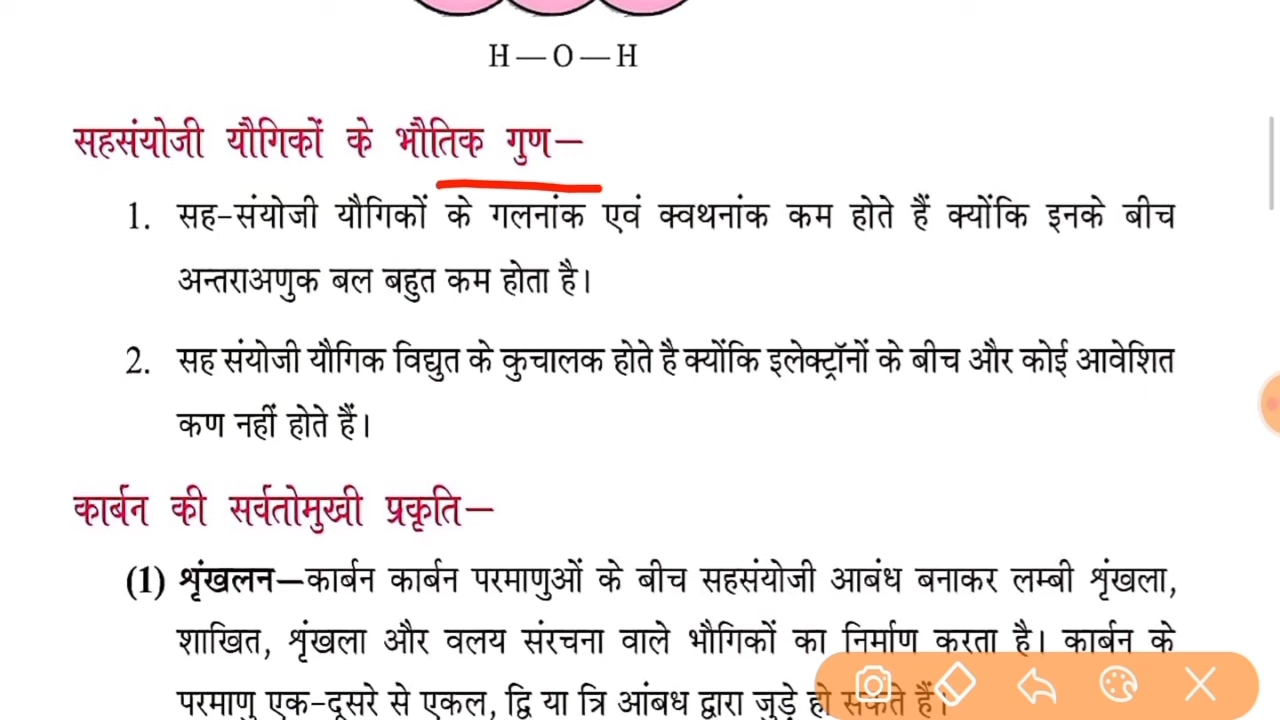 H—O—H
सहसंयोजी यौगिकों के भौतिक गुण–
1. सह-संयोजी यौगिकों के गलनांक एवं क्वथनांक कम होते हैं क्योंकि इनके बीच
अन्तराअणुक बल बहुत कम होता है।
2. सह संयोजी यौगिक विद्युत के कुचालक होते है क्योंकि इलेक्ट्रॉनों के बीच और कोई आवेशित
कण नहीं होते हैं।
कार्बन की सर्वतोमुखी प्रकृति–
(1) शृंखलन–कार्बन कार्बन परमाणुओं के बीच सहसंयोजी आबंध बनाकर लम्बी शृंखला,
शाखित, शृंखला और वलय संरचना वाले भौगिकों का निर्माण करता है। कार्बन के
परमाणु एक-दूसरे से एकल, द्वि या त्रि आंबध द्वारा जुड़े हो सकते हैं।